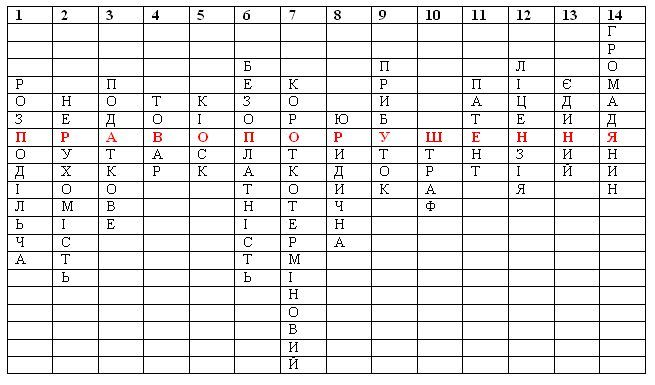 1 2 3 4 5 6 7 8 9 10 11 12 13 14
Г
Р
Б П Л О
Р П Е К Р П І Є М
О Н О Т К З О И А Ц Д А
З Е Д О І О Р Ю Б Т Е И Д
П Р А В О П О Р У Ш Е Н Н Я
О У Т А С Л Т И Т Т Н З И Н
Д Х К Р К А К Д О Р Т І Й И
І О О Т О И К А Я Н
Л М В Н Т Ч Ф
Ь І Е І Е Н
Ч С С Р А
А Т Т М
Ь Ь І
Н
О
В
И
Й